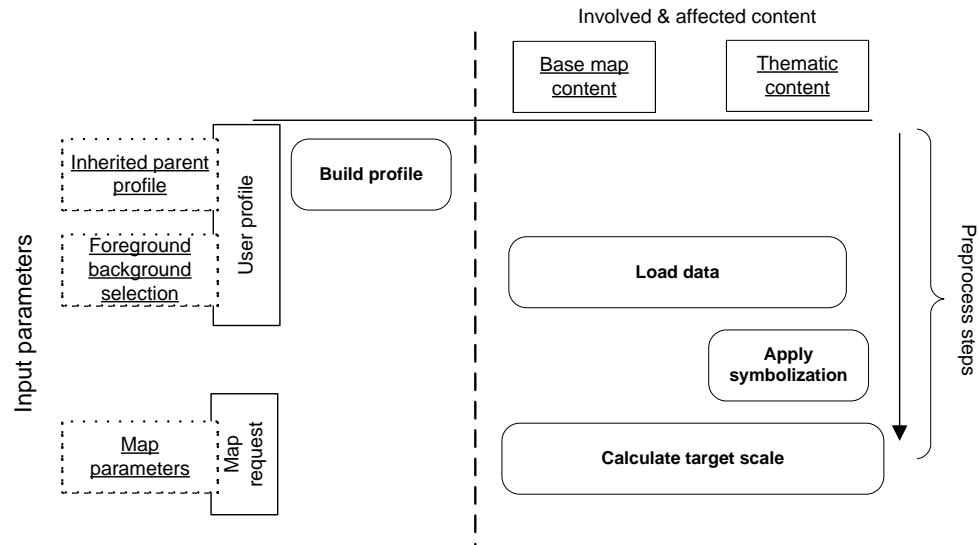 Involved & affected content
Base map
content
Thematic
content
Input parameters
Inherited parent
profile
User profile
Build profile
Foreground
background
selection
Load data
Apply
symbolization
Preprocess steps
Map
parameters
Map
request
Calculate target scale